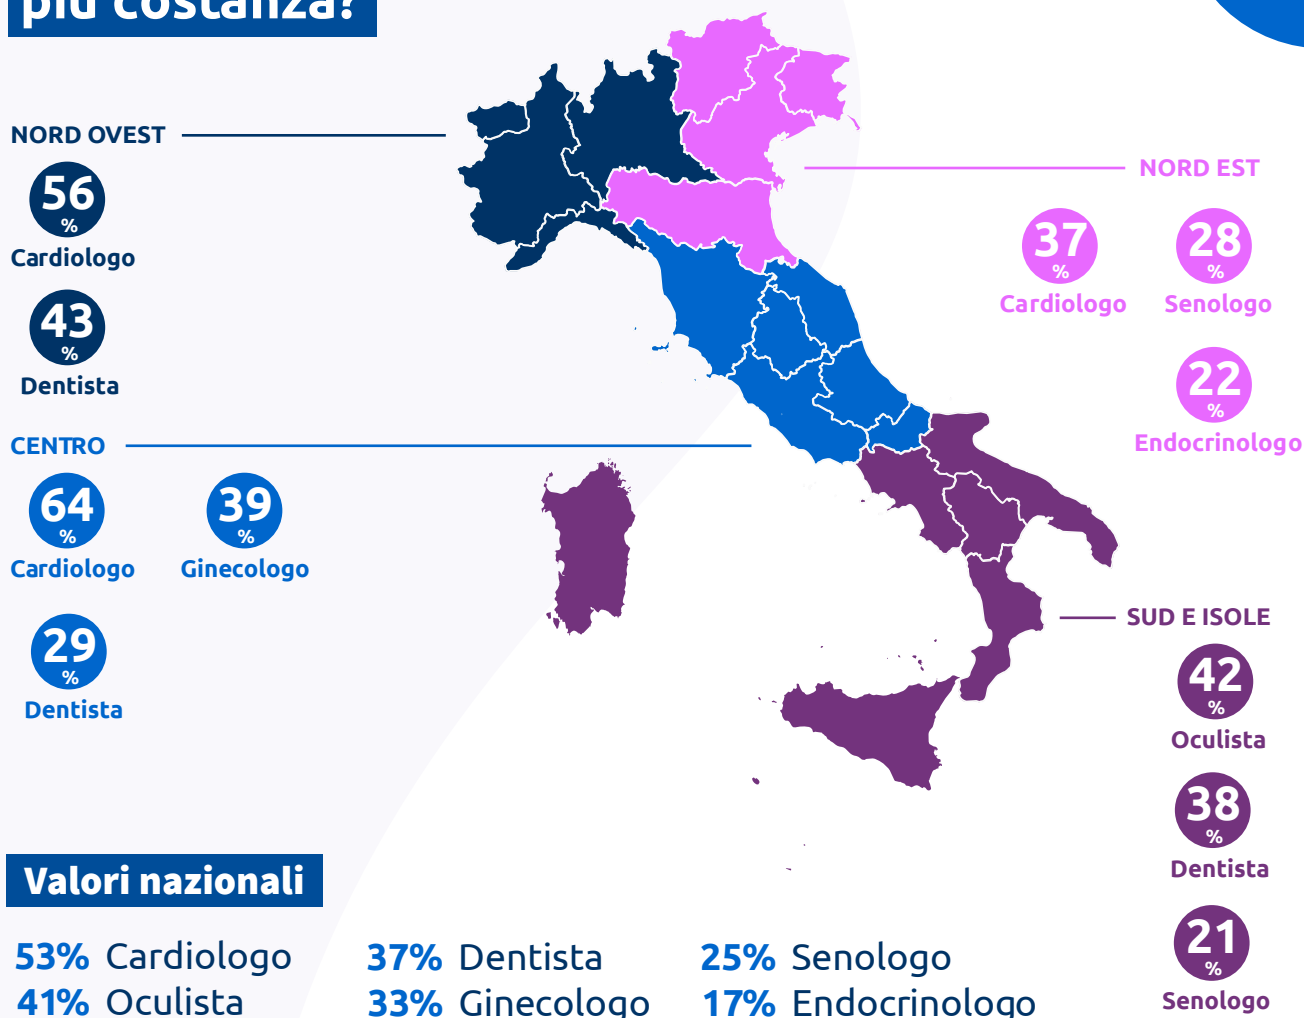 più costanza?
NORD OVEST
56
%
Cardiologo
43
%
Dentista
NORD EST
37
%
Cardiologo
28
%
Senologo
22
%
Endocrinologo
CENTRO
64
%
Cardiologo
39
%
Ginecologo
29
%
Dentista
SUD E ISOLE
42
%
Oculista
38
%
Dentista
21
%
Senologo
Valori nazionali
53% Cardiologo
41% Oculista
37% Dentista
33% Ginecologo
25% Senologo
17% Endocrinologo